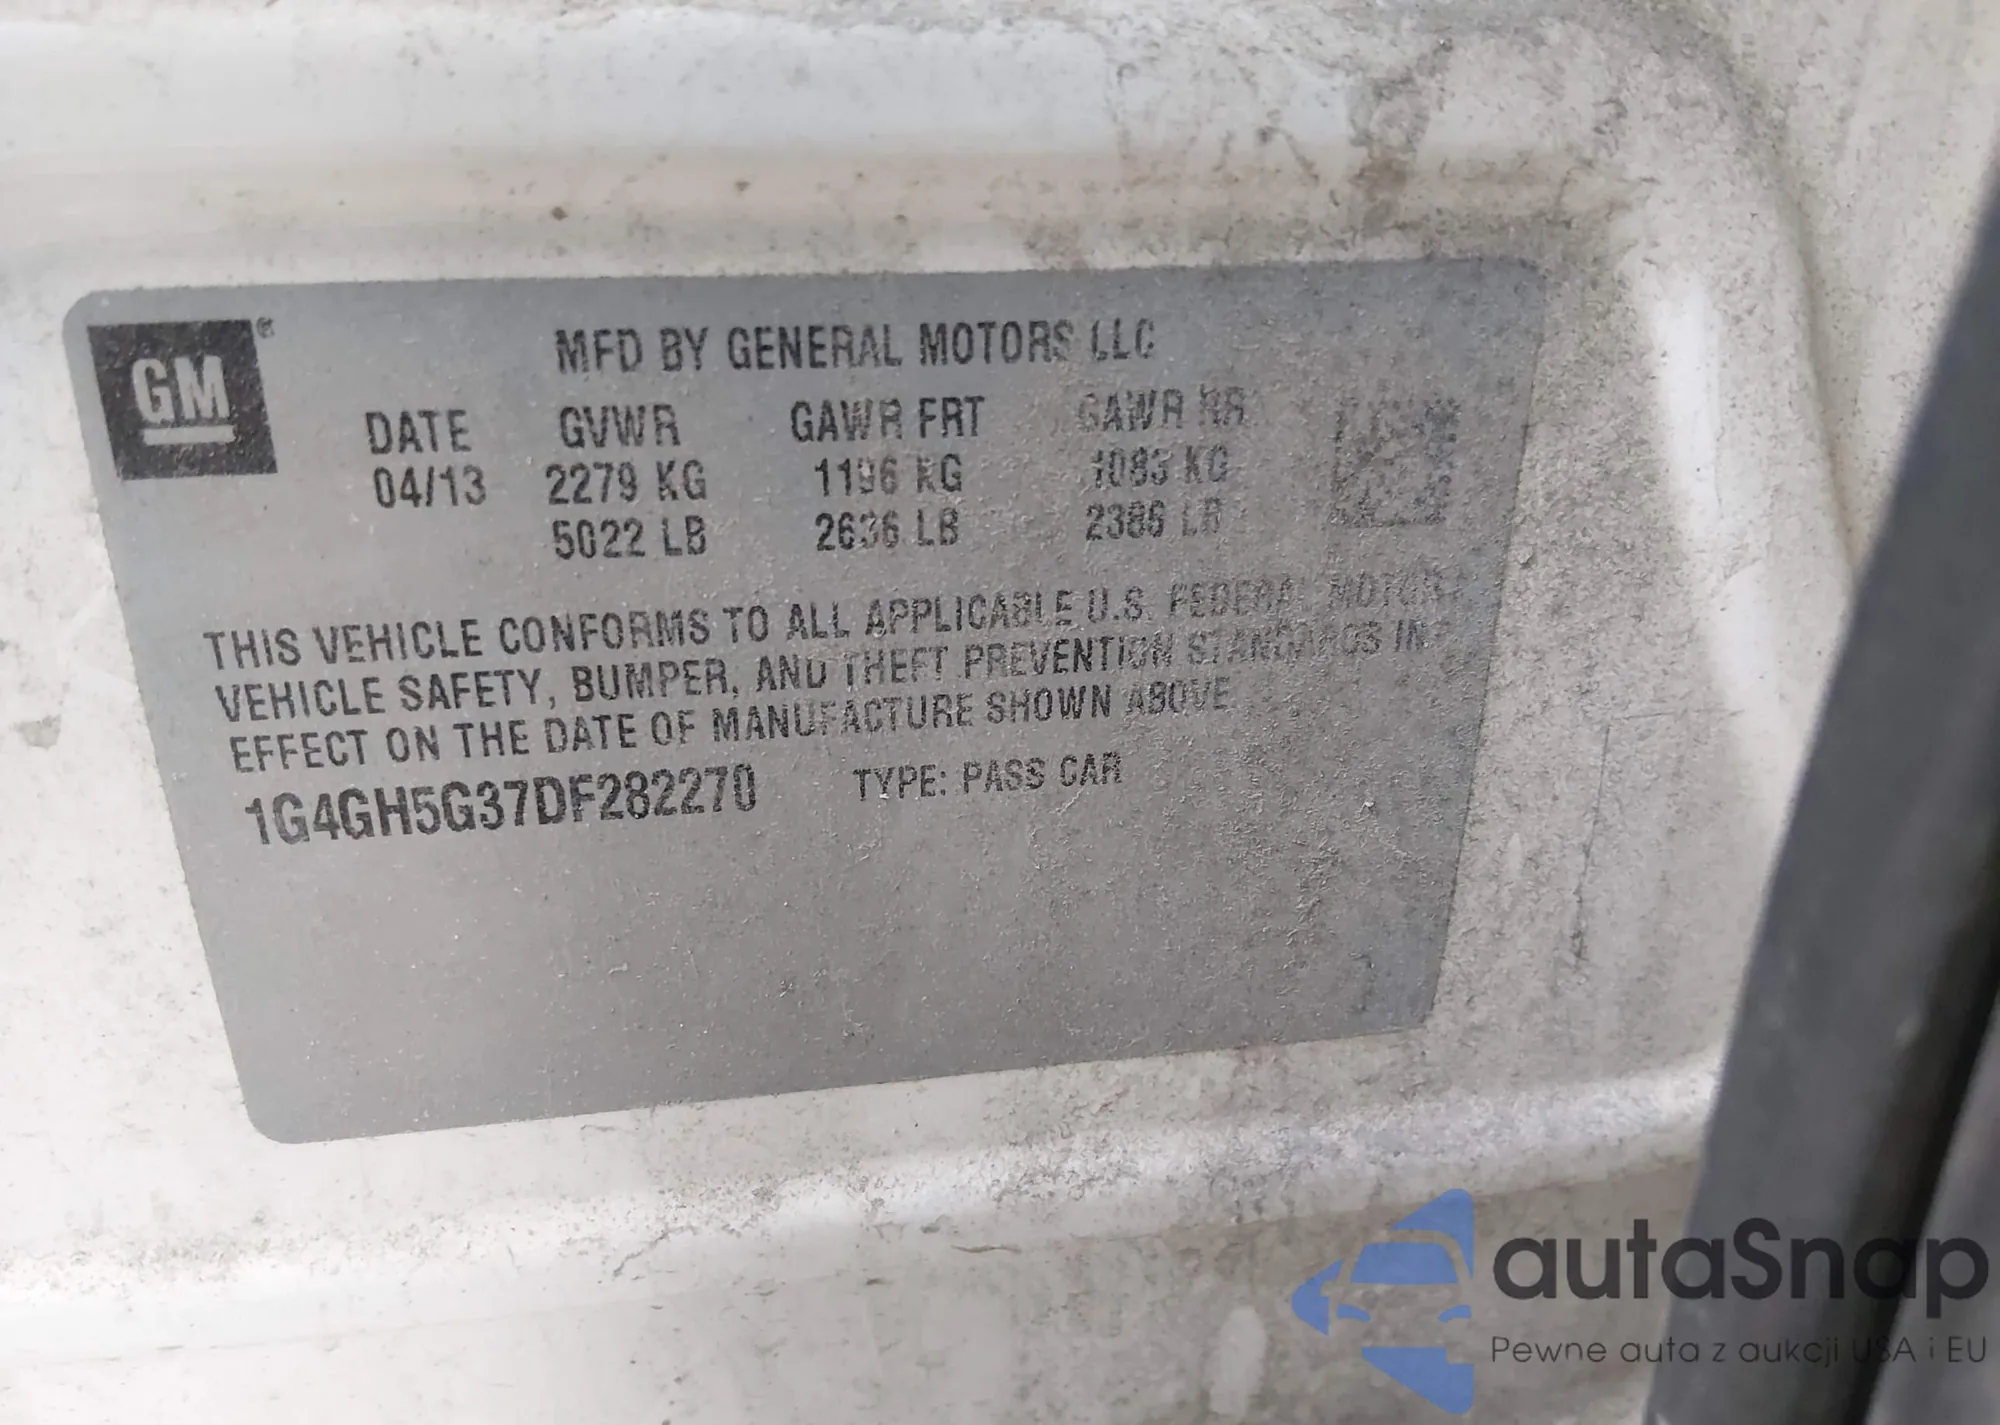 GM®
MFD BY GENERAL MOTORS LLC
DATE GVWR GAWR FRT GAWR RR
04/13 2279 KG 1196 KG 1083 KG
5022 LB 2636 LB 2386 LB
THIS VEHICLE CONFORMS TO ALL APPLICABLE U.S. FEDERAL MOTOR
VEHICLE SAFETY, BUMPER, AND THEFT PREVENTION STANDARDS IN
EFFECT ON THE DATE OF MANUFACTURE SHOWN ABOVE
1G4GH5G37DF282270 TYPE: PASS CAR
autaSnap
Pewne auta z aukcji USA i EU